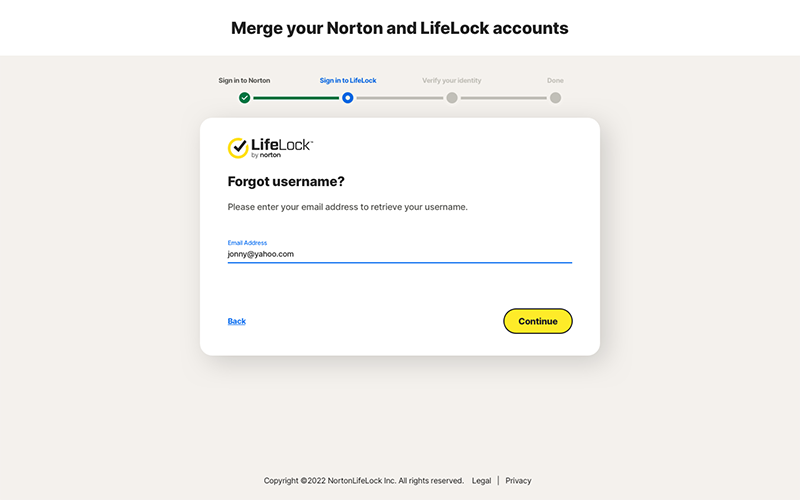 Merge your Norton and LifeLock accounts
Sign in to Norton
Sign in to LifeLock
Verify your identity
Done
LifeLock™
by norton
Forgot username?
Please enter your email address to retrieve your username.
Email Address
jonny@yahoo.com
Back
Continue
Copyright ©2022 NortonLifeLock Inc. All rights reserved. Legal | Privacy